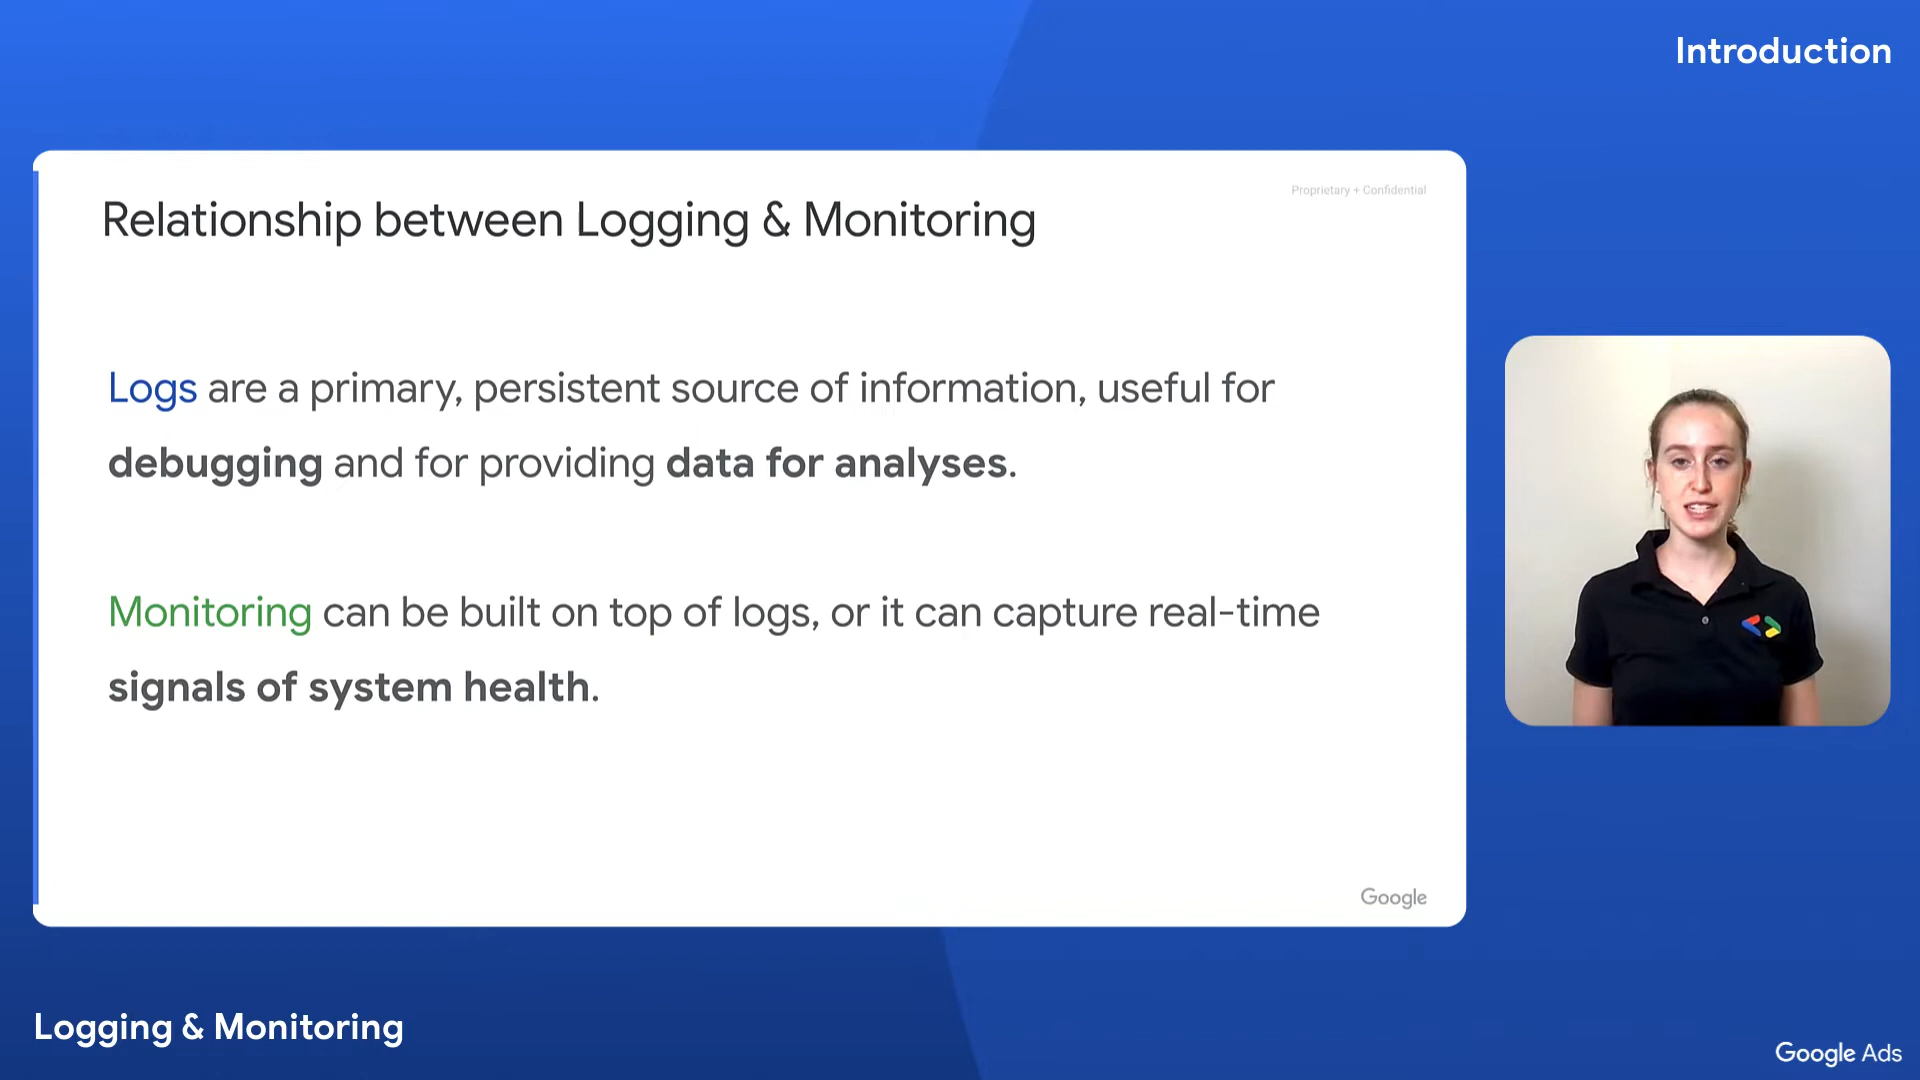 Introduction
Proprietary + Confidential
Relationship between Logging & Monitoring
Logs are a primary, persistent source of information, useful for
debugging and for providing data for analyses.
Monitoring can be built on top of logs, or it can capture real-time
signals of system health.
Google
Logging & Monitoring
Google Ads